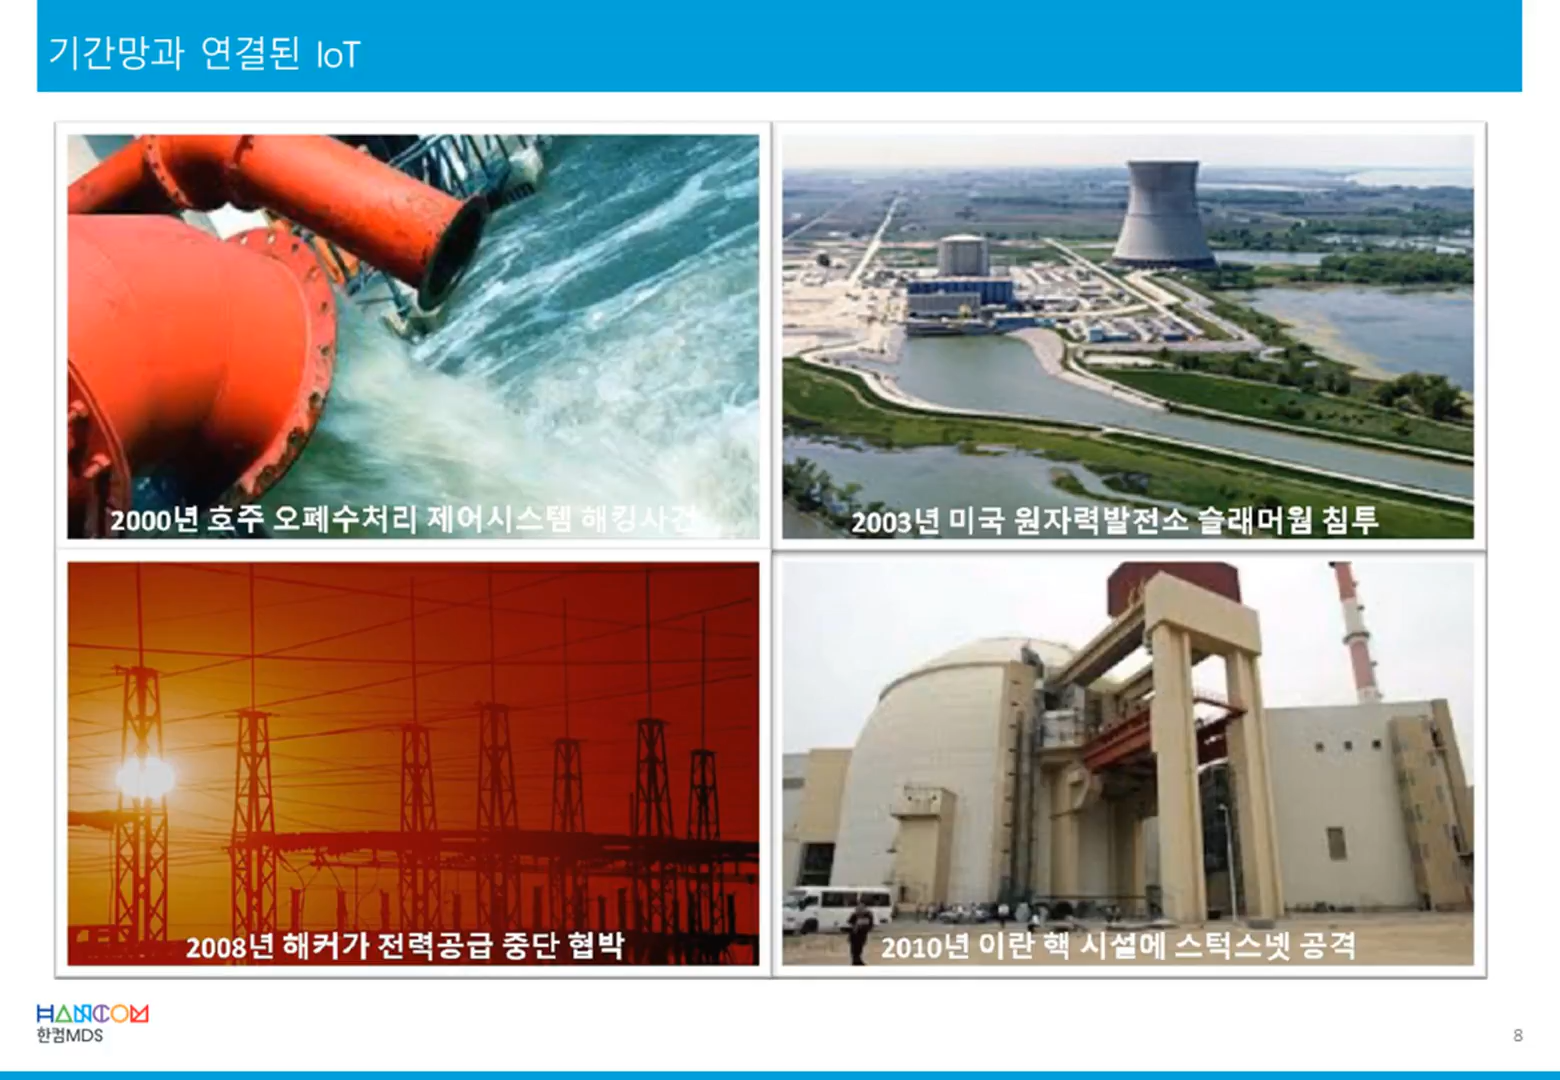 기간망과 연결된 IoT
2000년 호주 오폐수처리 제어시스템 해킹사건
2003년 미국 원자력발전소 슬래머웜 침투
2008년 해커가 전력공급 중단 협박
2010년 이란 핵 시설에 스턱스넷 공격
HANCOM
한컴MDS
8